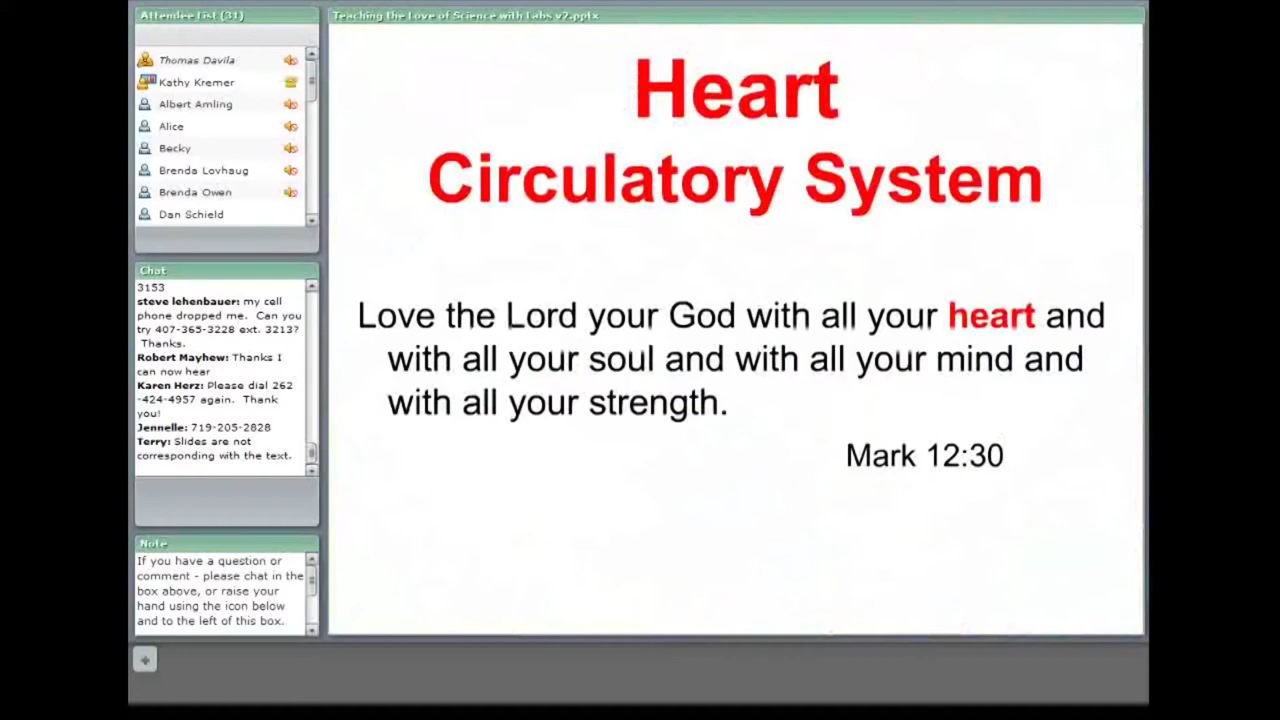 Attendee List (31)
Thomas Davila
Kathy Kremer
Albert Amling
Alice
Becky
Brenda Lovhaug
Brenda Owen
Dan Schield
Chat
3153
steve lehenbauer: my cell
phone dropped me. Can you
try 407-365-3228 ext. 3213?
Thanks.
Robert Mayhew: Thanks I
can now hear
Karen Herz: Please dial 262
-424-4957 again. Thank
you!
Jennelle: 719-205-2828
Terry: Slides are not
corresponding with the text.
Note
If you have a question or
comment - please chat in the
box above, or raise your
hand using the icon below
and to the left of this box.
Teaching the Love of Science with Labs v2.pptx
Heart
Circulatory System
Love the Lord your God with all your heart and
with all your soul and with all your mind and
with all your strength.
Mark 12:30